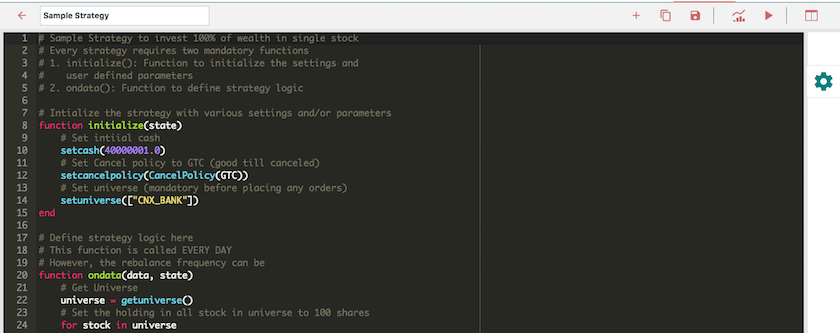 Sample Strategy
1 # Sample Strategy to invest 100% of wealth in single stock
2 # Every strategy requires two mandatory functions
3 # 1. initialize(): Function to initialize the settings and
4 #    user defined parameters
5 # 2. ondata(): Function to define strategy logic
6
7 # Intialize the strategy with various settings and/or parameters
8 function initialize(state)
9     # Set intiial cash
10     setcash(40000001.0)
11     # Set Cancel policy to GTC (good till canceled)
12     setcancelpolicy(CancelPolicy(GTC))
13     # Set universe (mandatory before placing any orders)
14     setuniverse(["CNX_BANK"])
15 end
16
17 # Define strategy logic here
18 # This function is called EVERY DAY
19 # However, the rebalance frequency can be
20 function ondata(data, state)
21     # Get Universe
22     universe = getuniverse()
23     # Set the holding in all stock in universe to 100 shares
24     for stock in universe